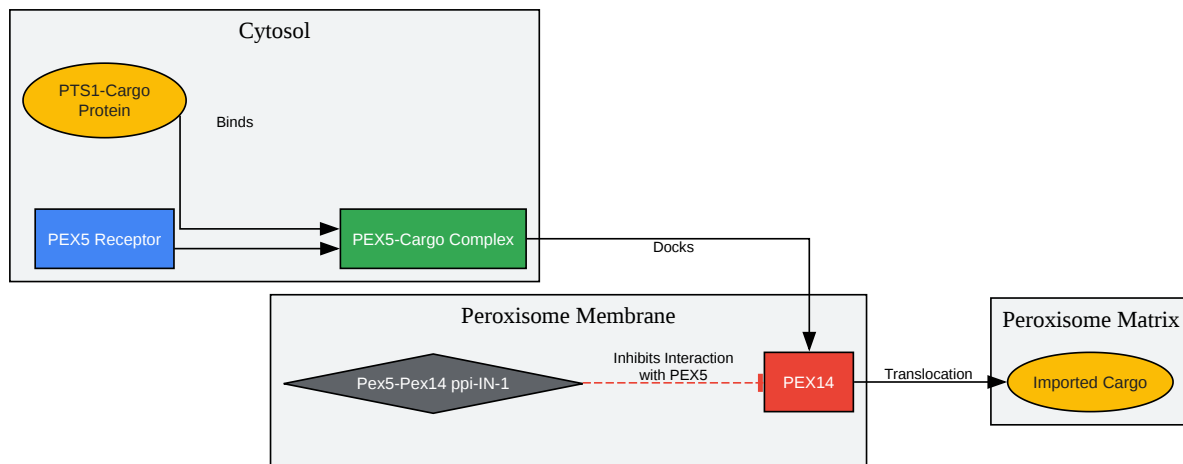 Cytosol
PTS1-Cargo
Protein
Binds
PEX5 Receptor
PEX5-Cargo Complex
Docks
Peroxisome Membrane
Peroxisome Matrix
Pex5-Pex14 ppi-IN-1
Inhibits Interaction
with PEX5
PEX14
Translocation
Imported Cargo